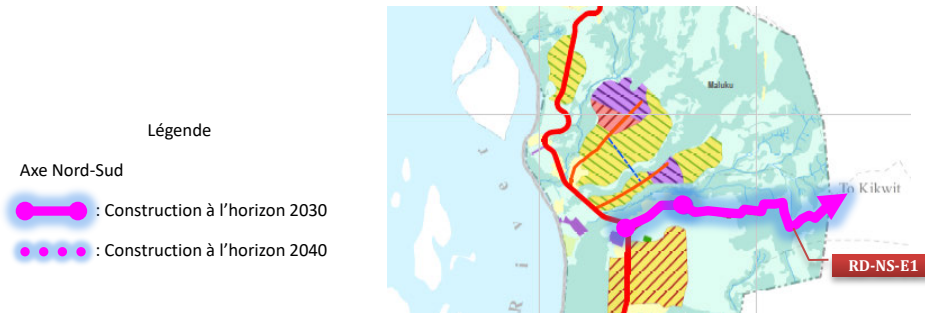 Légende
Axe Nord-Sud
: Construction à l'horizon 2030
: Construction à l'horizon 2040
Maluku
To Kikwit
RD-NS-E1
R i v e r